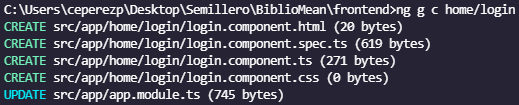 C:\Users\ceperezp\Desktop\Semillero\BiblioMean\frontend>ng g c home/login
CREATE src/app/home/login/login.component.html (20 bytes)
CREATE src/app/home/login/login.component.spec.ts (619 bytes)
CREATE src/app/home/login/login.component.ts (271 bytes)
CREATE src/app/home/login/login.component.css (0 bytes)
UPDATE src/app/app.module.ts (745 bytes)